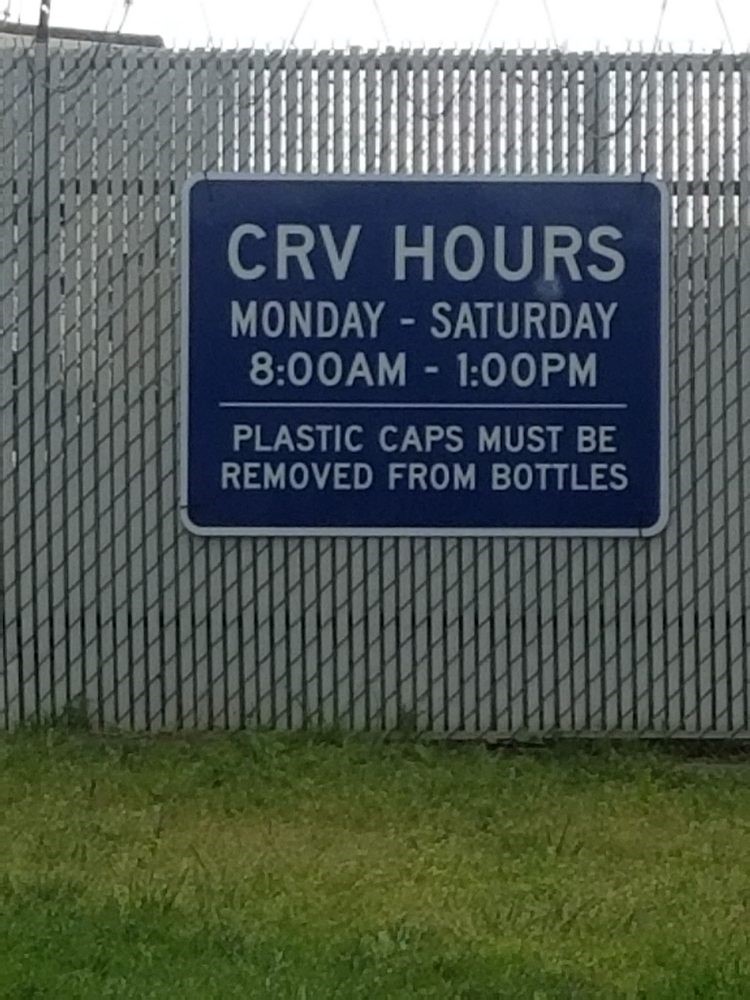 CRV HOURS
MONDAY - SATURDAY
8:00AM - 1:00PM
PLASTIC CAPS MUST BE
REMOVED FROM BOTTLES